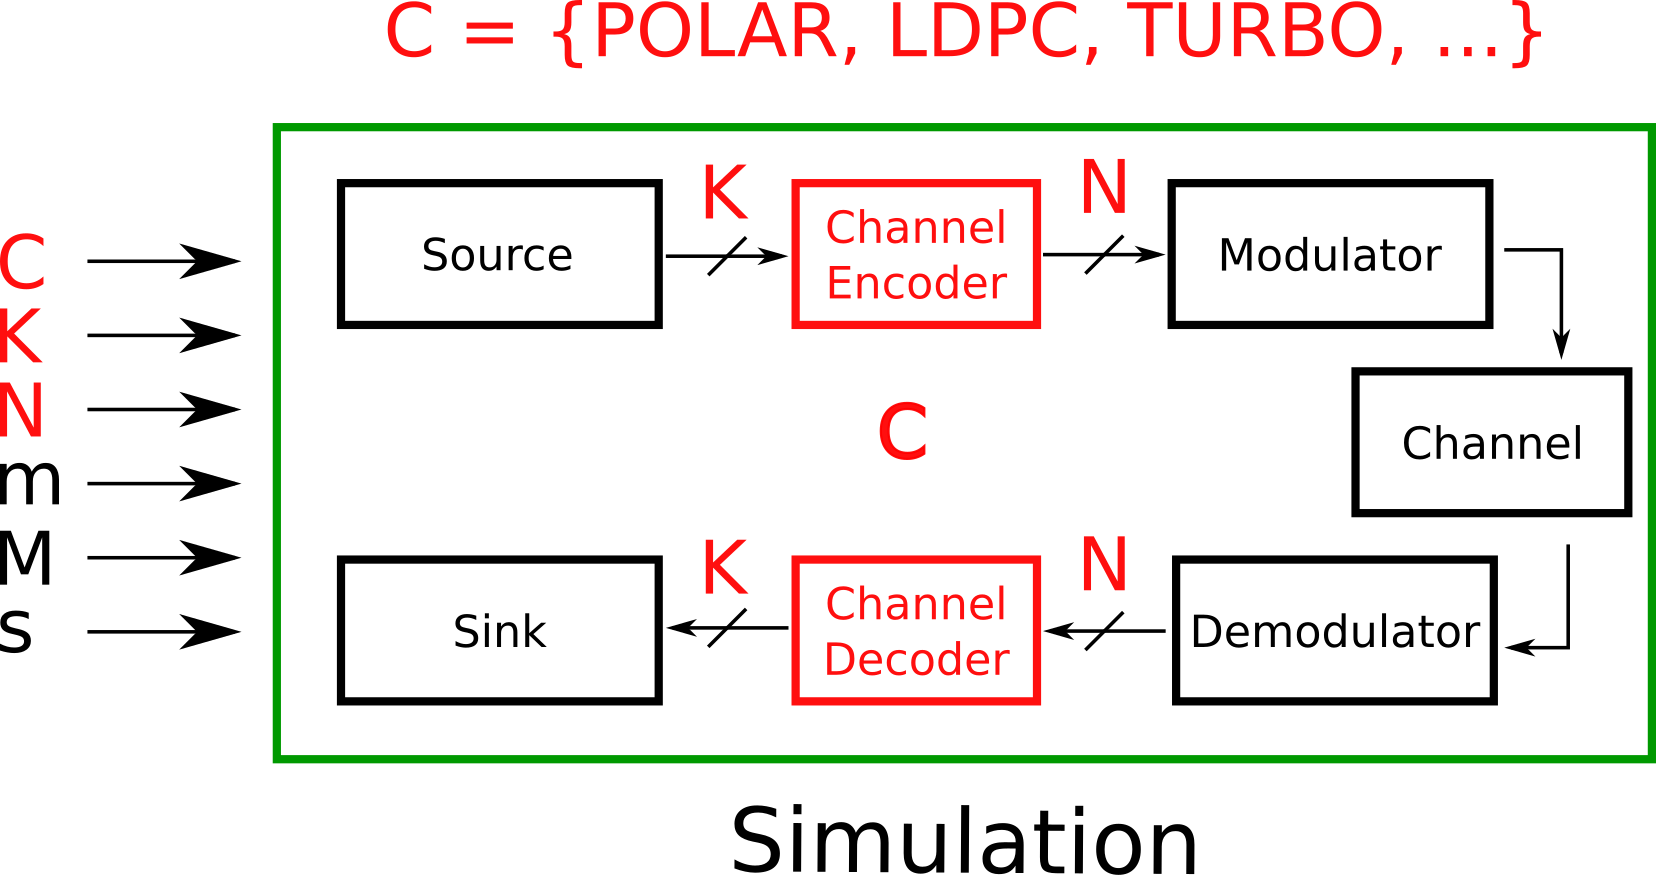 C = {POLAR, LDPC, TURBO, ...}
C
K
N
m
M
s
Source
K
Channel
Encoder
N
Modulator
C
Channel
Sink
K
Channel
Decoder
N
Demodulator
Simulation